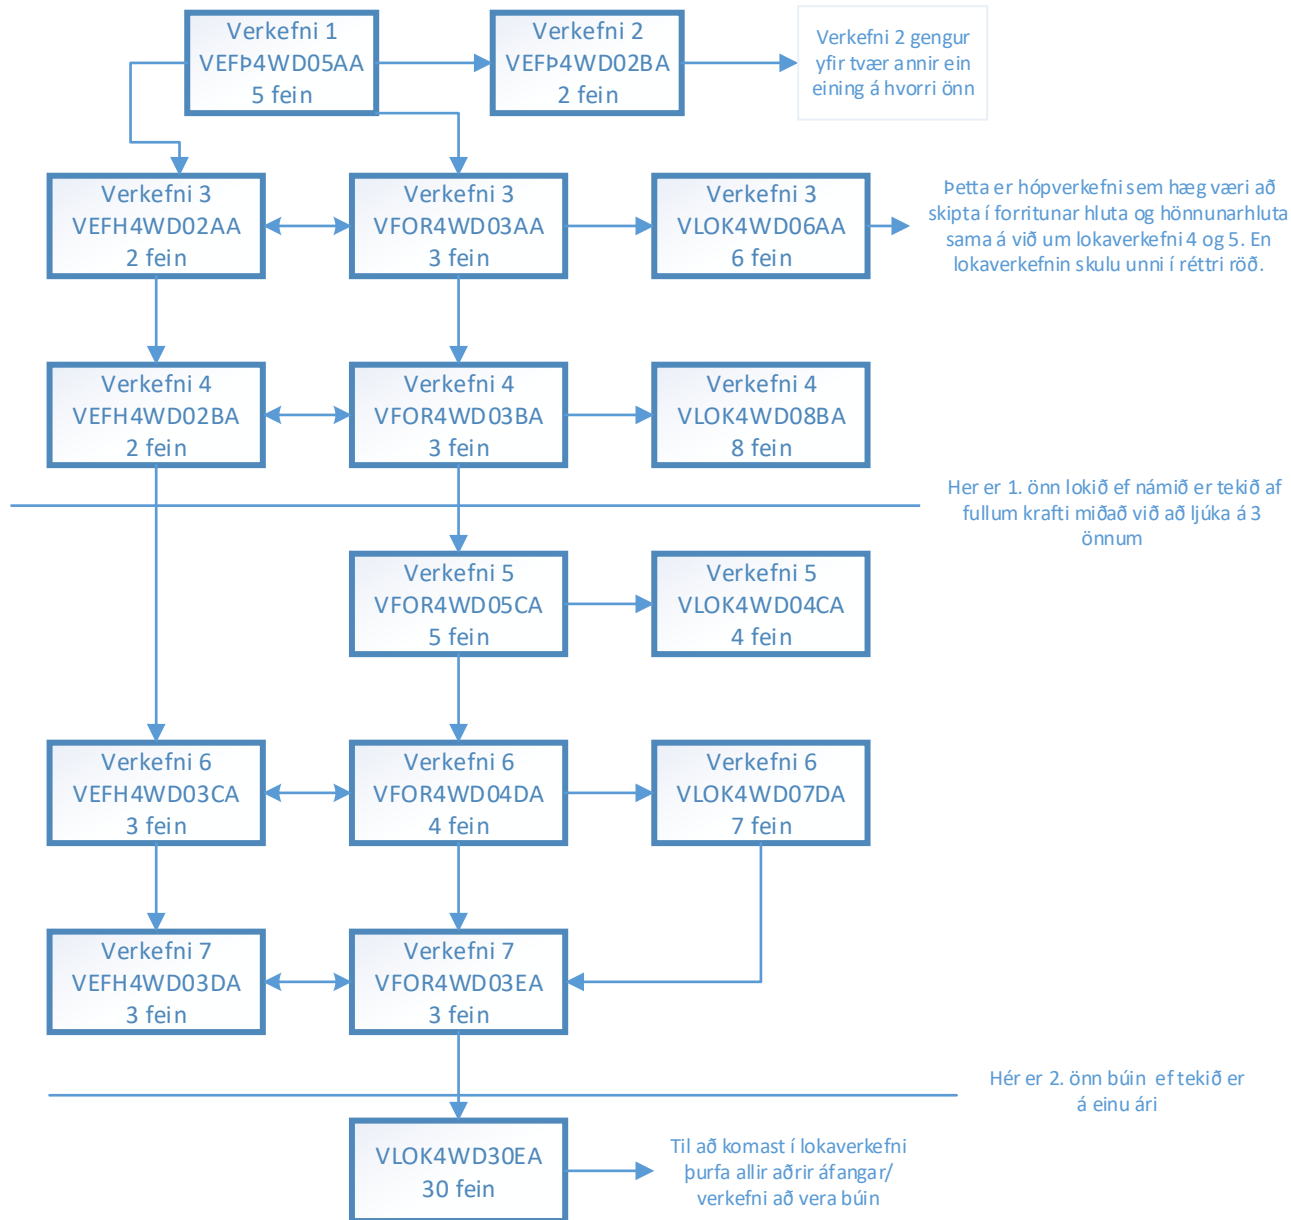 Verkefni 1
VEFÞ4WD05AA
5 fein
Verkefni 2
VEFÞ4WD02BA
2 fein
Verkefni 2 gengur
yfir tvær annir ein
eining á hvorri önn
Verkefni 3
VEFH4WD02AA
2 fein
Verkefni 3
VFOR4WD03AA
3 fein
Verkefni 3
VLOK4WD06AA
6 fein
Þetta er hópverkefni sem hæg væri að
skipta í forritunar hluta og hönnunarhluta
sama á við um lokaverkefni 4 og 5. En
lokaverkefnin skulu unni í réttri röð.
Verkefni 4
VEFH4WD02BA
2 fein
Verkefni 4
VFOR4WD03BA
3 fein
Verkefni 4
VLOK4WD08BA
8 fein
Her er 1. önn lokið ef námið er tekið af
fullum krafti miðað við að ljúka á 3
önnum
Verkefni 5
VFOR4WD05CA
5 fein
Verkefni 5
VLOK4WD04CA
4 fein
Verkefni 6
VEFH4WD03CA
3 fein
Verkefni 6
VFOR4WD04DA
4 fein
Verkefni 6
VLOK4WD07DA
7 fein
Verkefni 7
VEFH4WD03DA
3 fein
Verkefni 7
VFOR4WD03EA
3 fein
Hér er 2. önn búin ef tekið er
á einu ári
VLOK4WD30EA
30 fein
Til að komast í lokaverkefni
þurfa allir aðrir áfangar/
verkefni að vera búin